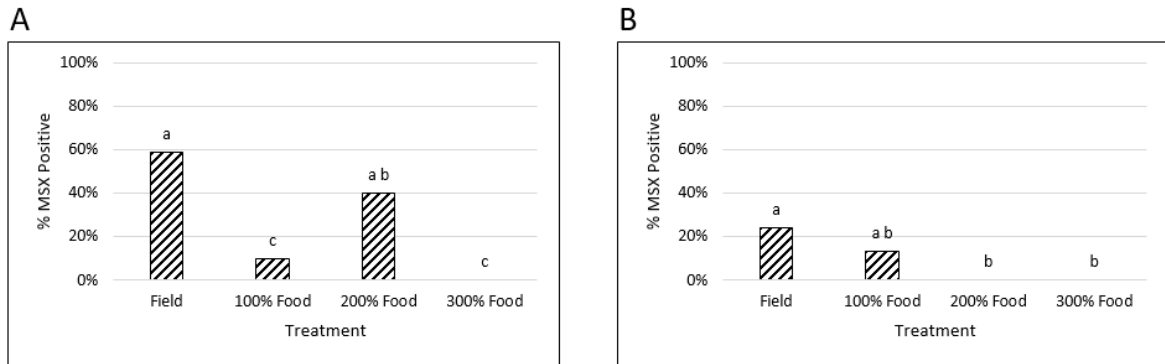 A
100%
80%
60%
40%
20%
0%
% MSX Positive
a
c
a b
c
Field
100% Food
200% Food
300% Food
Treatment
B
100%
80%
60%
40%
20%
0%
% MSX Positive
a
a b
b
b
Field
100% Food
200% Food
300% Food
Treatment